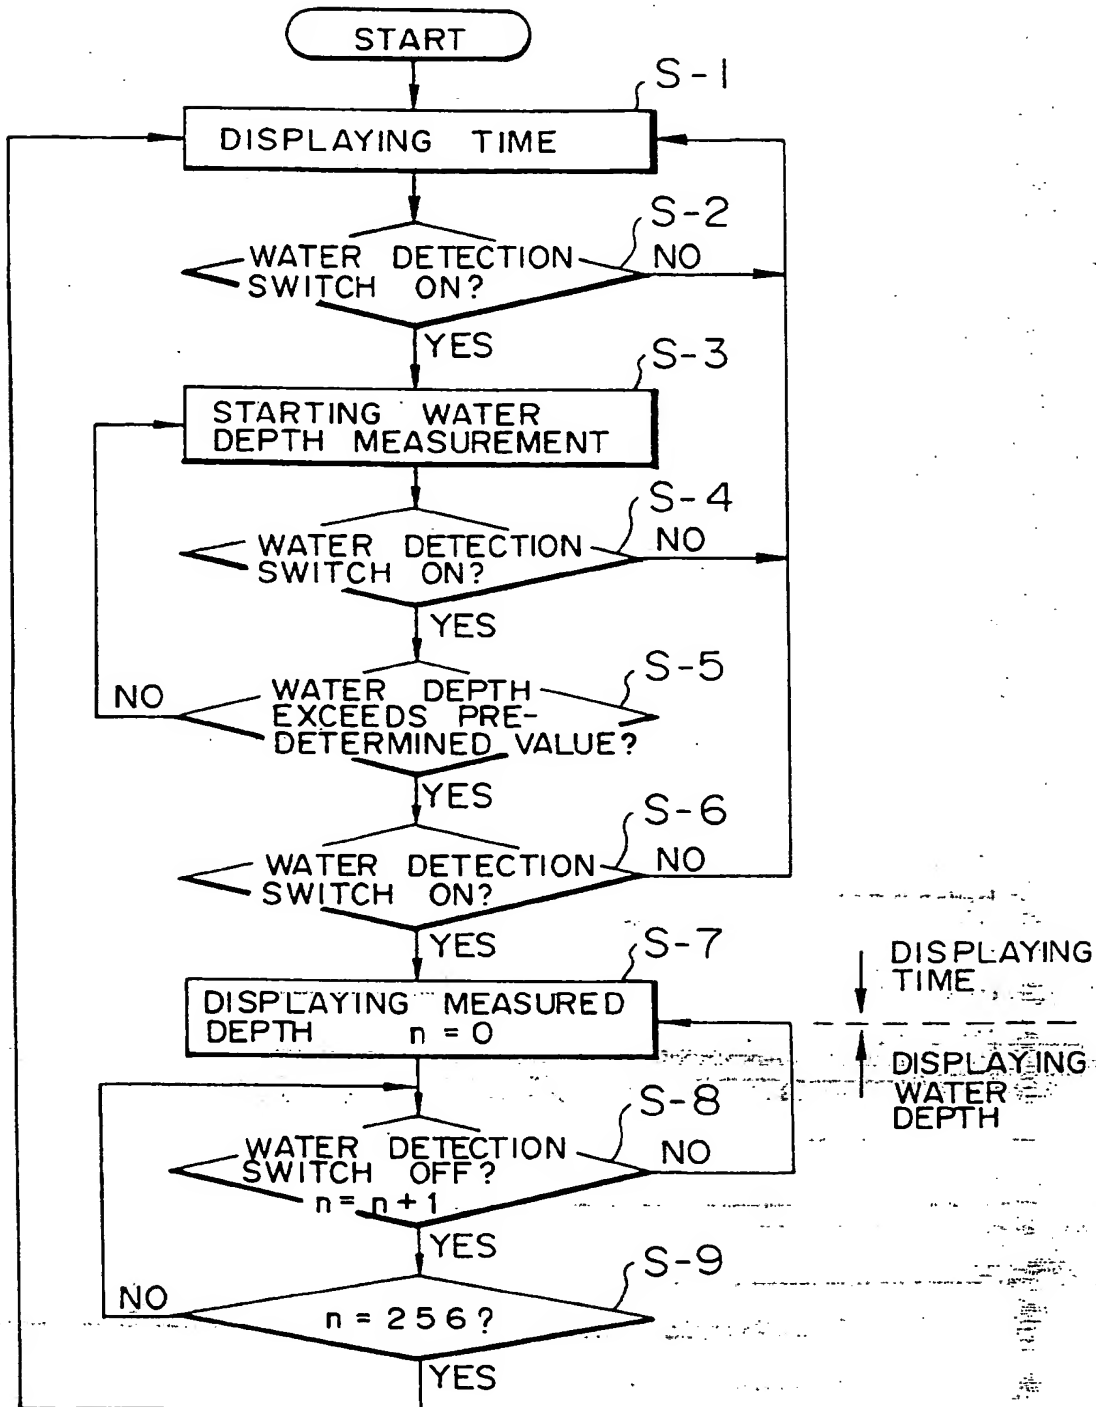 START
S-1
DISPLAYING TIME
S-2
WATER DETECTION
SWITCH ON?
NO
YES
S-3
STARTING WATER
DEPTH MEASUREMENT
S-4
WATER DETECTION
SWITCH ON?
NO
YES
S-5
NO
WATER DEPTH
EXCEEDS PRE-
DETERMINED VALUE?
YES
S-6
WATER DETECTION
SWITCH ON?
NO
YES
S-7
DISPLAYING MEASURED
DEPTH n = 0
DISPLAYING
TIME
DISPLAYING
WATER
DEPTH
S-8
WATER DETECTION
SWITCH OFF?
n = n + 1
NO
YES
S-9
NO
n = 256?
YES